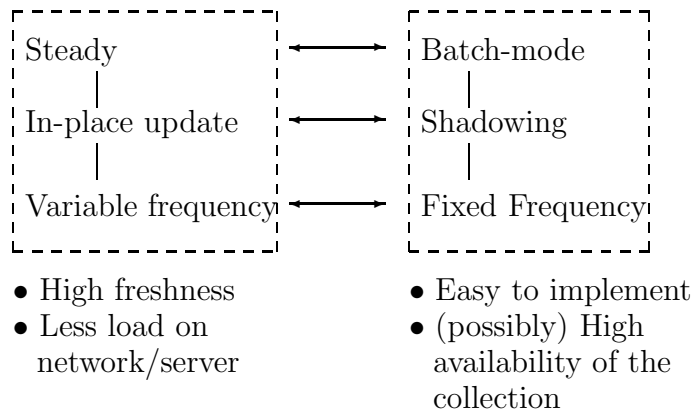 Steady
Batch-mode
In-place update
Shadowing
Variable frequency
Fixed Frequency
• High freshness
• Less load on
network/server
• Easy to implement
• (possibly) High
availability of the
collection